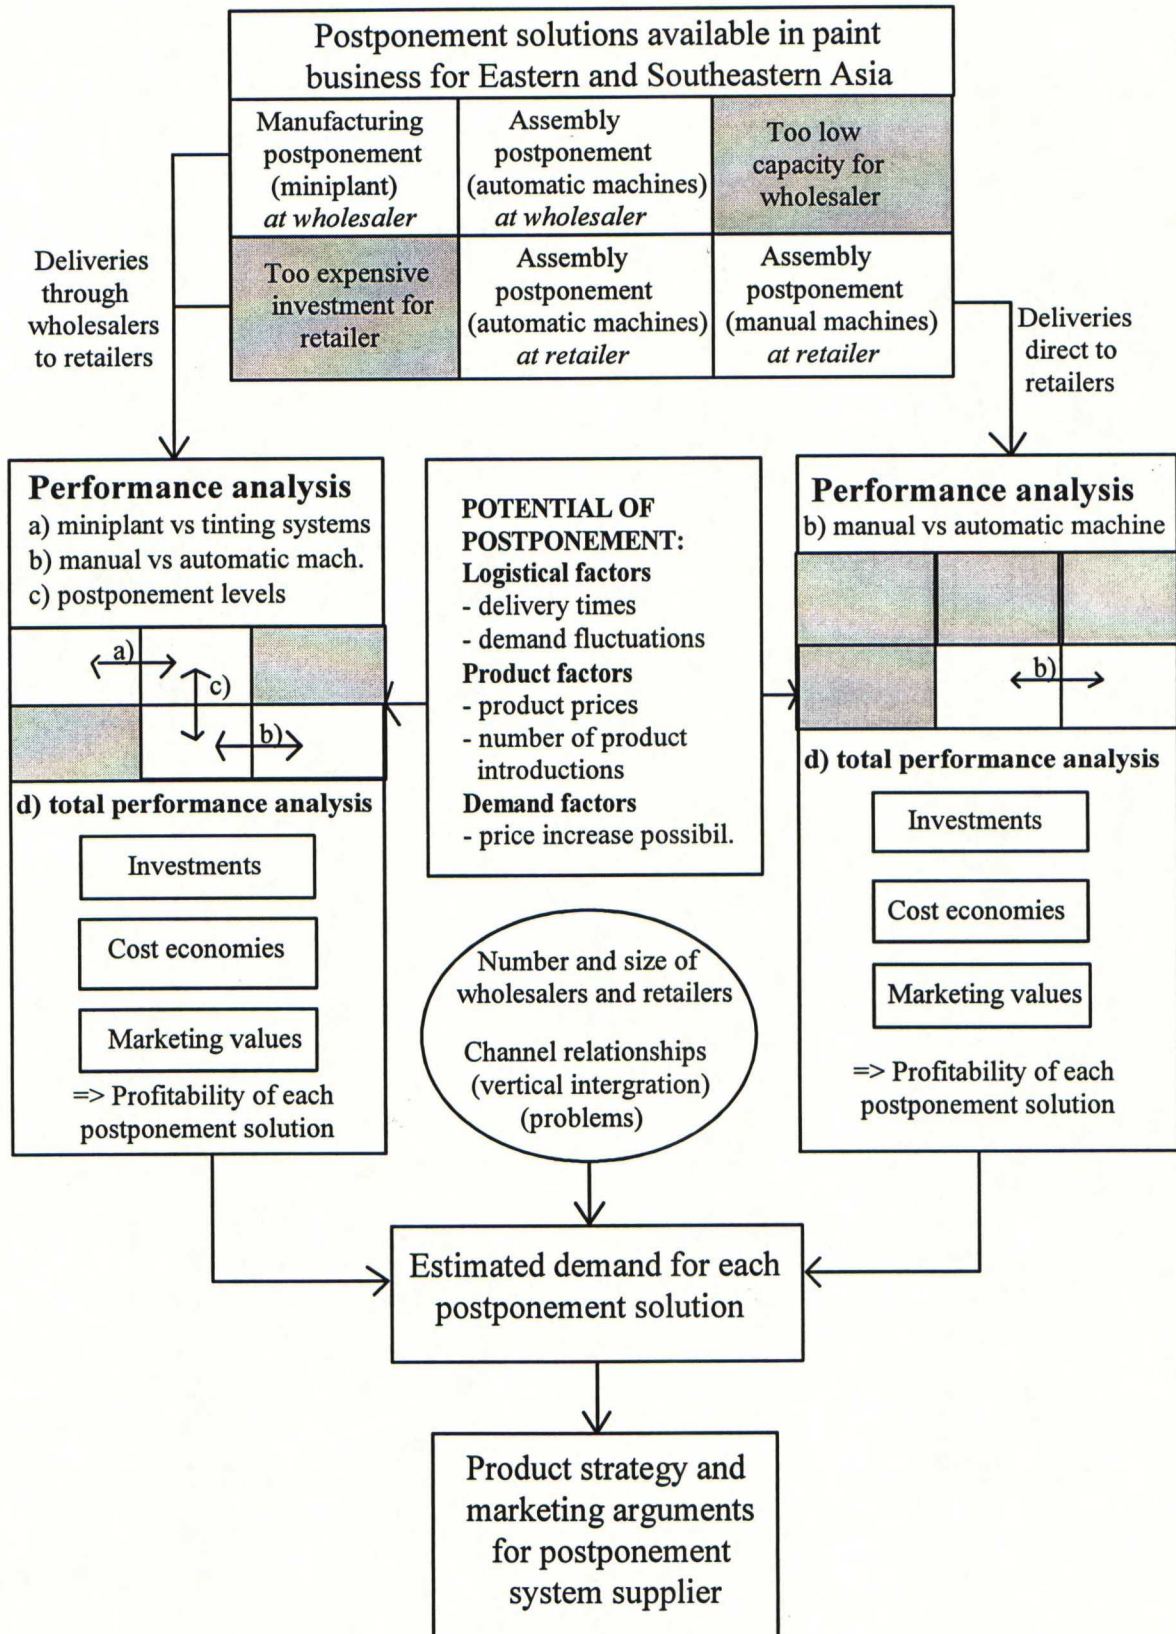 Postponement solutions available in paint
business for Eastern and Southeastern Asia
Manufacturing
postponement
(miniplant)
at wholesaler
Assembly
postponement
(automatic machines)
at wholesaler
Too low
capacity for
wholesaler
Too expensive
investment for
retailer
Assembly
postponement
(automatic machines)
at retailer
Assembly
postponement
(manual machines)
at retailer
Deliveries
through
wholesalers
to retailers
Deliveries
direct to
retailers
Performance analysis
a) miniplant vs tinting systems
b) manual vs automatic mach.
c) postponement levels
a)
c)
b)
d) total performance analysis
Investments
Cost economies
Marketing values
=> Profitability of each
postponement solution
POTENTIAL OF
POSTPONEMENT:
Logistical factors
- delivery times
- demand fluctuations
Product factors
- product prices
- number of product
introductions
Demand factors
- price increase possibil.
Number and size of
wholesalers and retailers
Channel relationships
(vertical intergration)
(problems)
Performance analysis
b) manual vs automatic machine
b)
d) total performance analysis
Investments
Cost economies
Marketing values
=> Profitability of each
postponement solution
Estimated demand for each
postponement solution
Product strategy and
marketing arguments
for postponement
system supplier